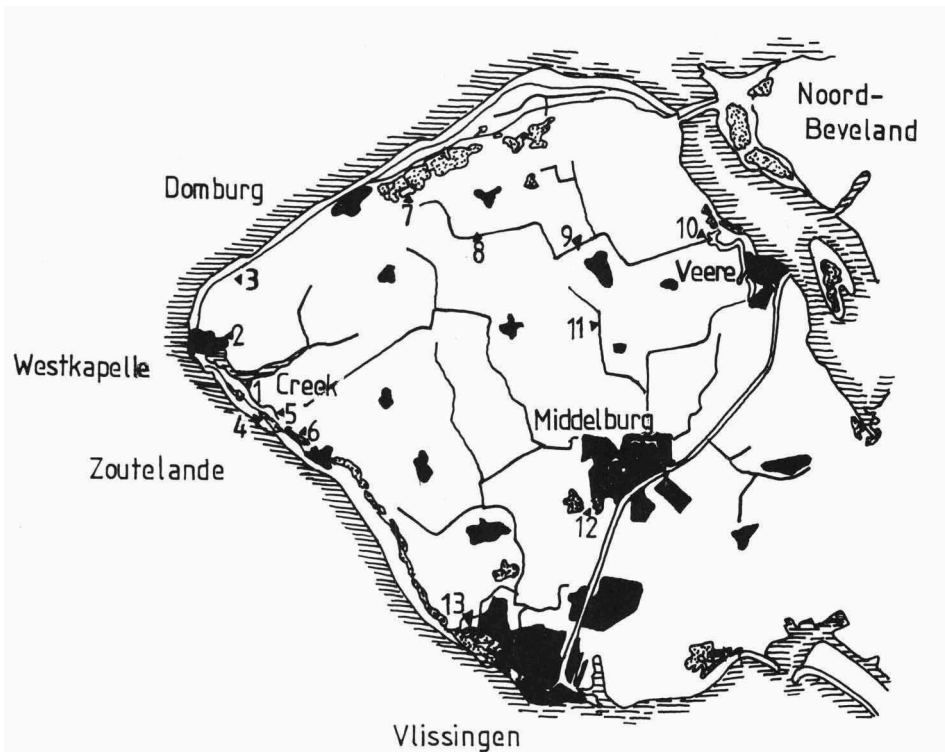 Noord-
Beveland
Domburg
7
8
9
10
Veere
3
11
2
Westkapelle
1
Creek
5
4
6
Middelburg
Zoutelande
12
13
Vlissingen